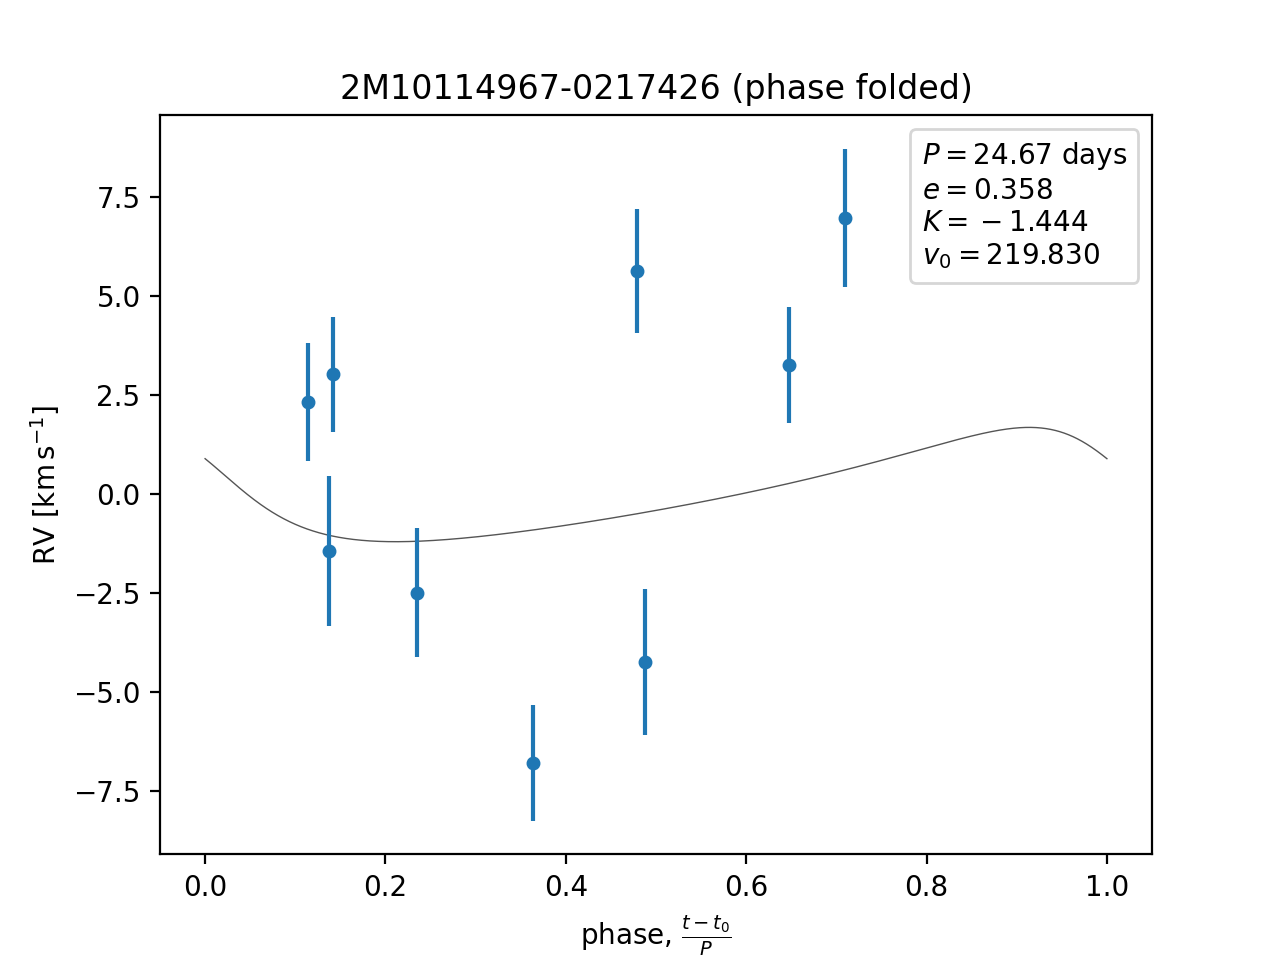 2M10114967-0217426 (phase folded)
P = 24.67 days
e = 0.358
K = −1.444
v₀ = 219.830
7.5
5.0
2.5
0.0
−2.5
−5.0
−7.5
RV [km s⁻¹]
0.0 0.2 0.4 0.6 0.8 1.0
phase, (t − t₀)/P